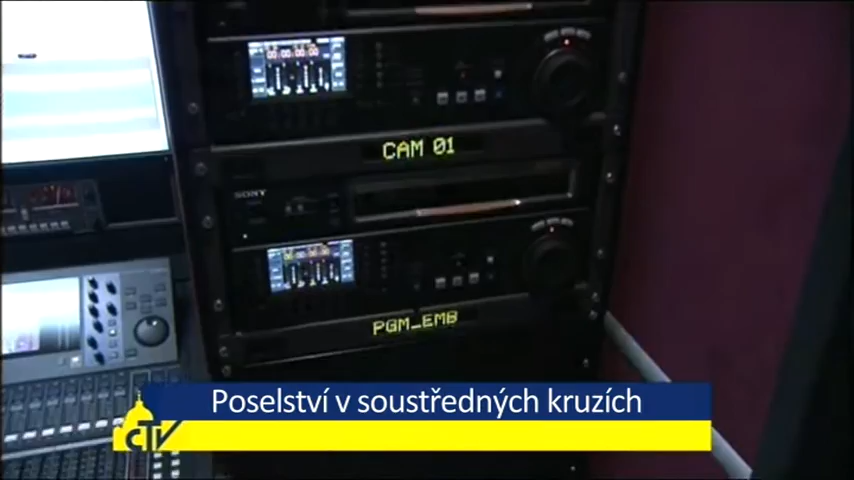 CAM 01
SONY
PGM_EMB
Poselství v soustředných kruzích
CTV